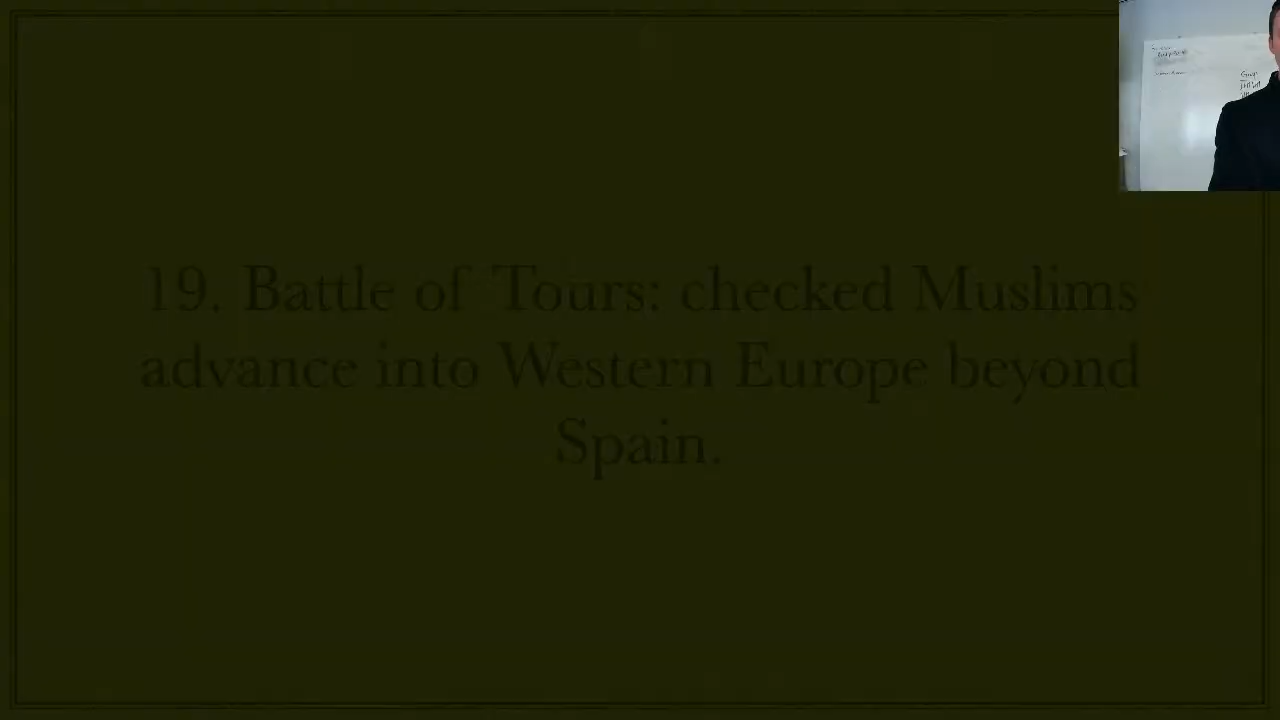 19. Battle of Tours: checked Muslims
advance into Western Europe beyond
Spain.